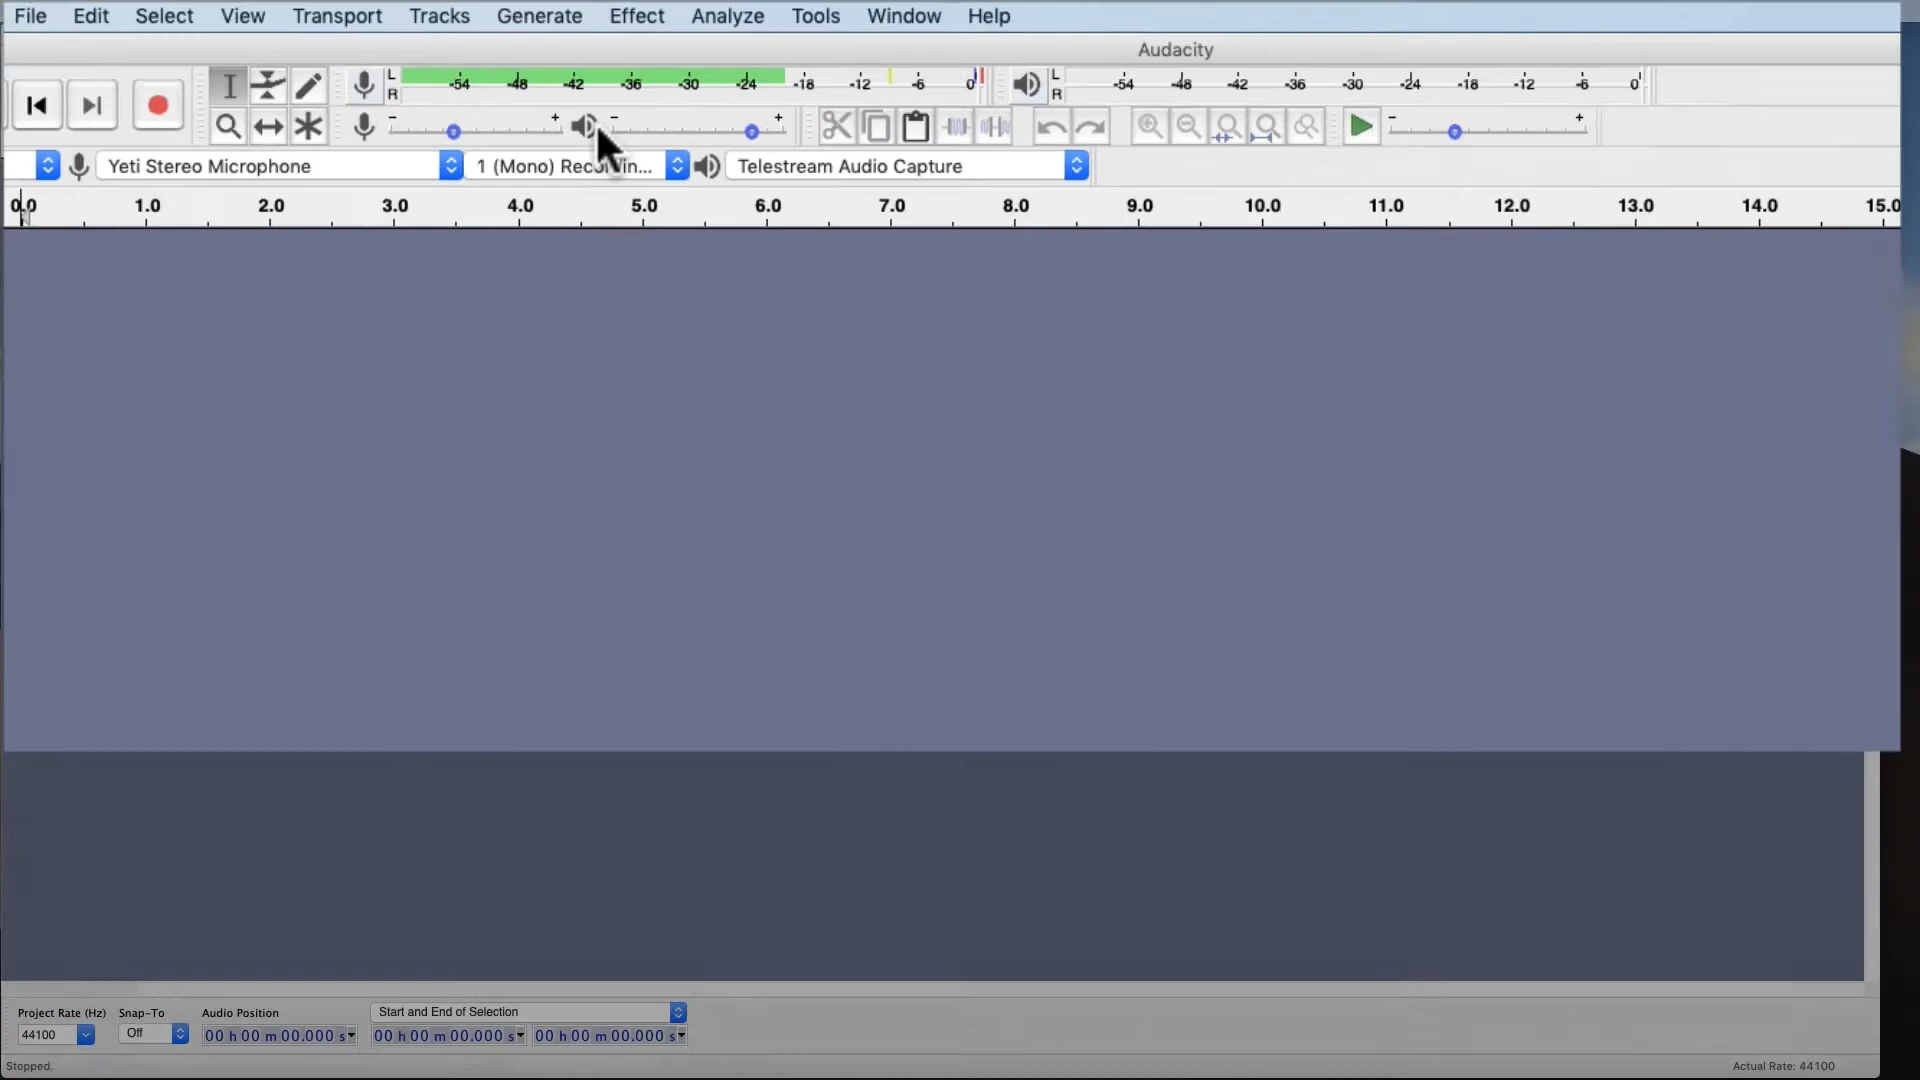 File Edit Select View Transport Tracks Generate Effect Analyze Tools Window Help
Audacity
L -54 -48 -42 -36 -30 -24 -18 -12 -6 0 L -54 -48 -42 -36 -30 -24 -18 -12 -6 0
R R
- + - + - +
Yeti Stereo Microphone 1 (Mono) Recordin... Telestream Audio Capture
0.0 1.0 2.0 3.0 4.0 5.0 6.0 7.0 8.0 9.0 10.0 11.0 12.0 13.0 14.0 15.0
Project Rate (Hz) Snap-To Audio Position Start and End of Selection
44100 Off 00 h 00 m 00.000 s 00 h 00 m 00.000 s 00 h 00 m 00.000 s
Stopped. Actual Rate: 44100